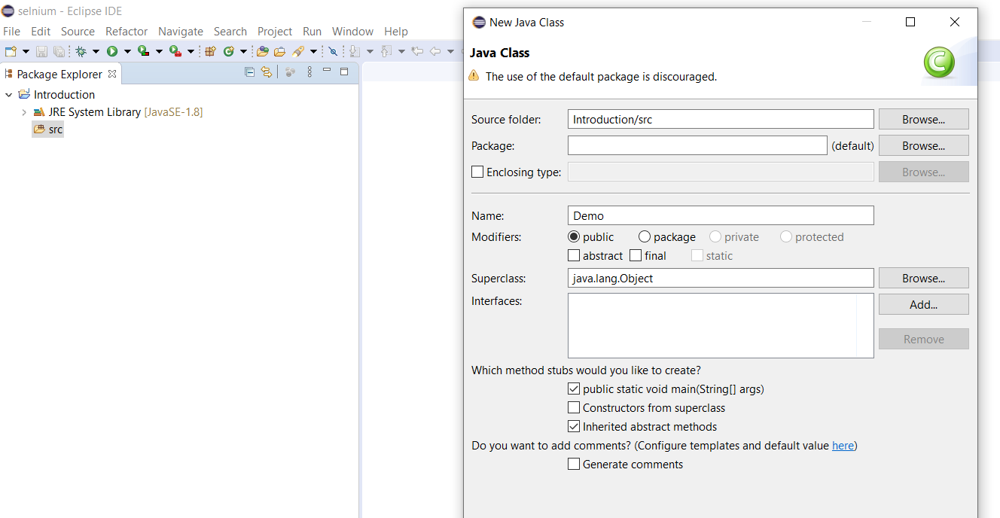 selnium - Eclipse IDE
File Edit Source Refactor Navigate Search Project Run Window Help
Package Explorer
Introduction
JRE System Library [JavaSE-1.8]
src
New Java Class
Java Class
The use of the default package is discouraged.
Source folder: Introduction/src Browse...
Package: (default) Browse...
Enclosing type: Browse...
Name: Demo
Modifiers: public package private protected
abstract final static
Superclass: java.lang.Object Browse...
Interfaces: Add...
Remove
Which method stubs would you like to create?
public static void main(String[] args)
Constructors from superclass
Inherited abstract methods
Do you want to add comments? (Configure templates and default value here)
Generate comments